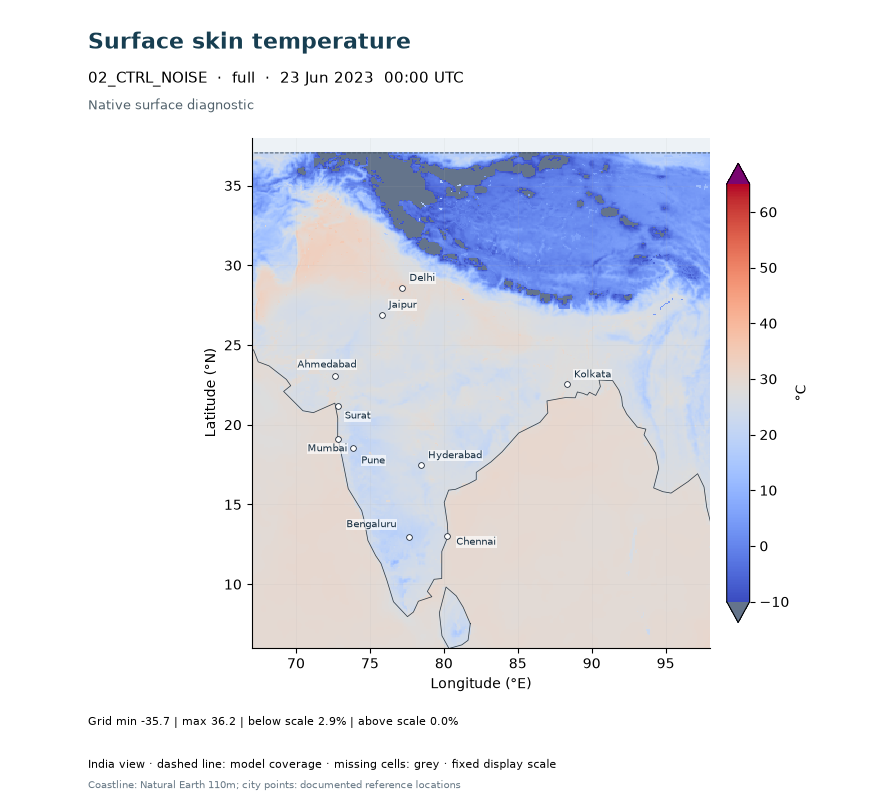 Surface skin temperature
02_CTRL_NOISE · full · 23 Jun 2023 00:00 UTC
Native surface diagnostic
35
30
25
20
15
10
Latitude (°N)
Delhi
Jaipur
Ahmedabad
Kolkata
Surat
Mumbai
Pune
Hyderabad
Bengaluru
Chennai
70 75 80 85 90 95
Longitude (°E)
60
50
40
30
20
10
0
−10
°C
Grid min -35.7 | max 36.2 | below scale 2.9% | above scale 0.0%
India view · dashed line: model coverage · missing cells: grey · fixed display scale
Coastline: Natural Earth 110m; city points: documented reference locations